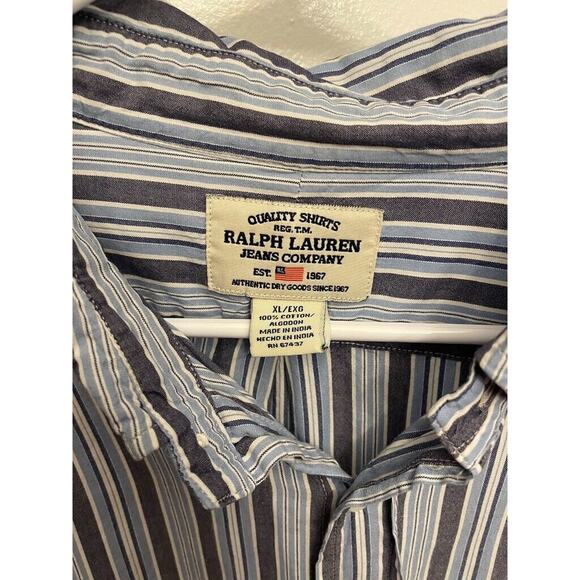 QUALITY SHIRTS
REG. T.M.
RALPH LAUREN
JEANS COMPANY
EST. 1967
AUTHENTIC DRY GOODS SINCE 1967
XL/EXG
100% COTTON/
ALGODON
MADE IN INDIA
HECHO EN INDIA
RN 67437